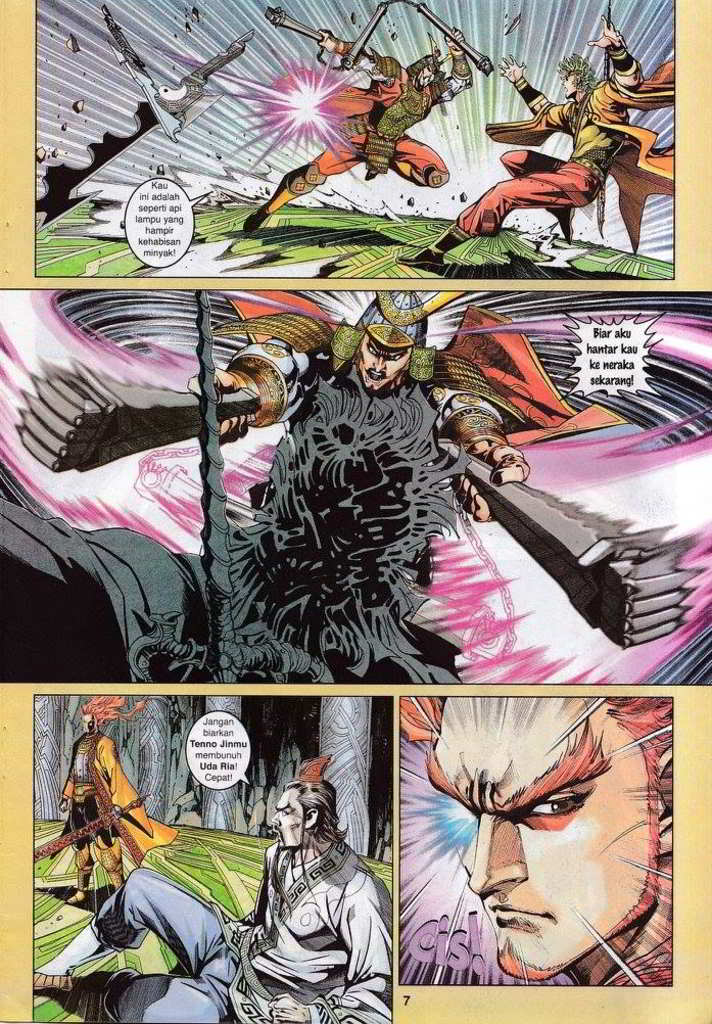 Kau
ini adalah
seperti api
lampu yang
hampir
kehabisan
minyak!
Biar aku
hantar kau
ke neraka
sekarang!
Jangan
biarkan
Tenno Jinmu
membunuh
Uda Ria!
Cepat!
Cis!
7